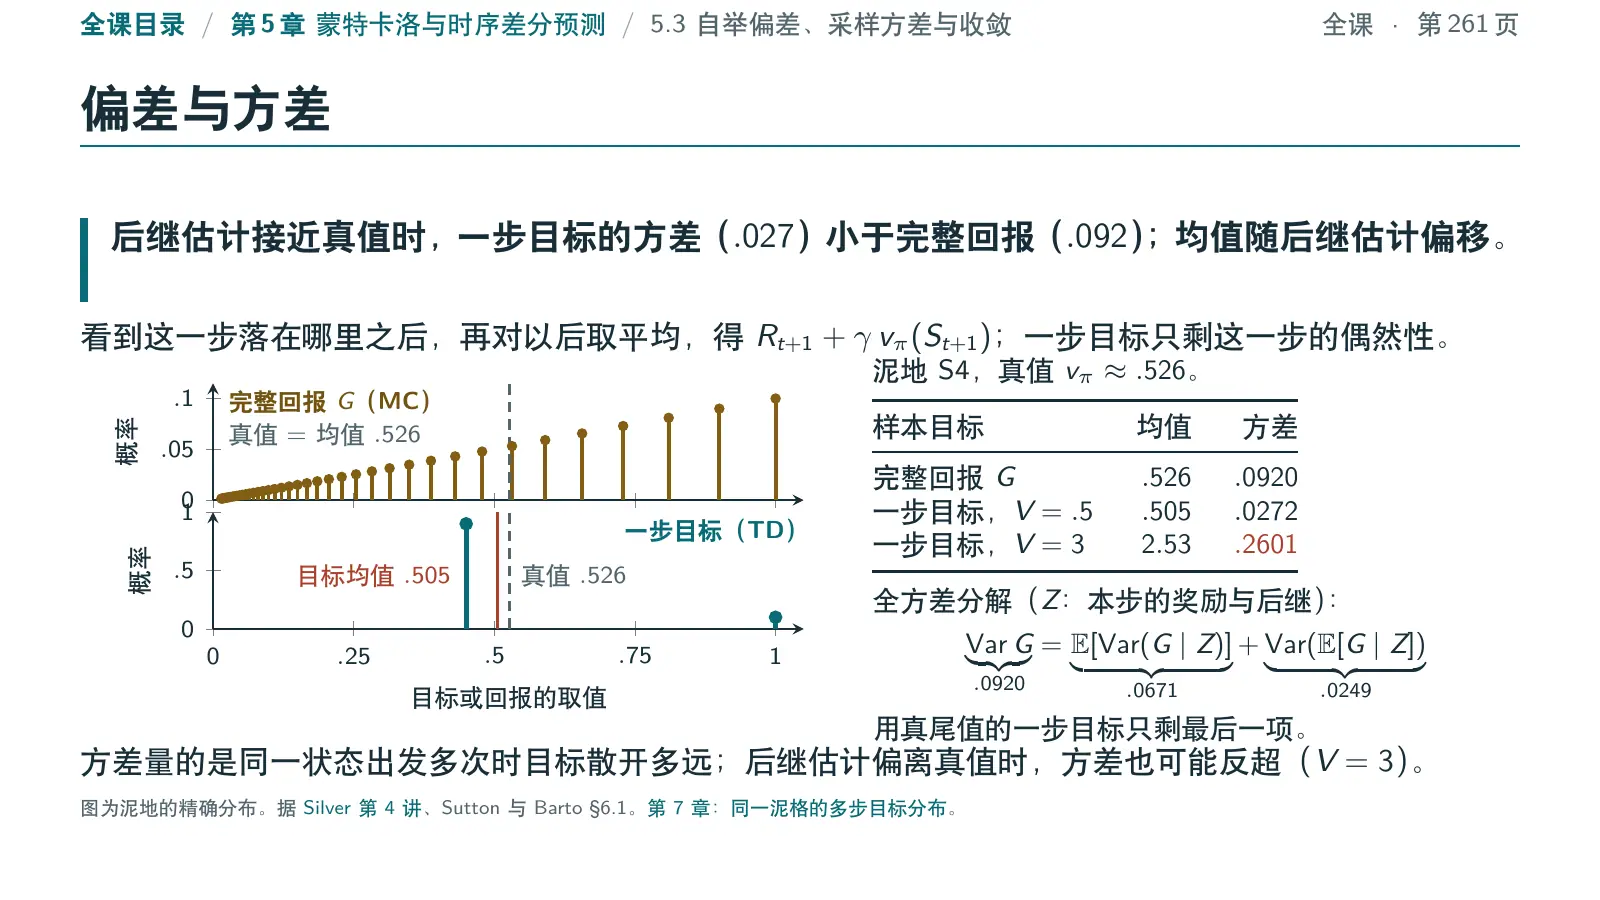 全课目录 / 第 5 章 蒙特卡洛与时序差分预测 / 5.3 自举偏差、采样方差与收敛
全课 · 第 261 页
偏差与方差
后继估计接近真值时，一步目标的方差（.027）小于完整回报（.092）；均值随后继估计偏移。
看到这一步落在哪里之后，再对以后取平均，得 R_{t+1} + γ v_π(S_{t+1})；一步目标只剩这一步的偶然性。
概率
.1
.05
0
完整回报 G（MC）
真值 = 均值 .526
概率
1
.5
0
一步目标（TD）
目标均值 .505
真值 .526
0 .25 .5 .75 1
目标或回报的取值
泥地 S4，真值 v_π ≈ .526。
样本目标 均值 方差
完整回报 G .526 .0920
一步目标，V = .5 .505 .0272
一步目标，V = 3 2.53 .2601
全方差分解（Z：本步的奖励与后继）：
Var G = 𝔼[Var(G | Z)] + Var(𝔼[G | Z])
.0920 .0671 .0249
用真尾值的一步目标只剩最后一项。
方差量的是同一状态出发多次时目标散开多远；后继估计偏离真值时，方差也可能反超（V = 3）。
图为泥地的精确分布。据 Silver 第 4 讲、Sutton 与 Barto §6.1。第 7 章：同一泥格的多步目标分布。